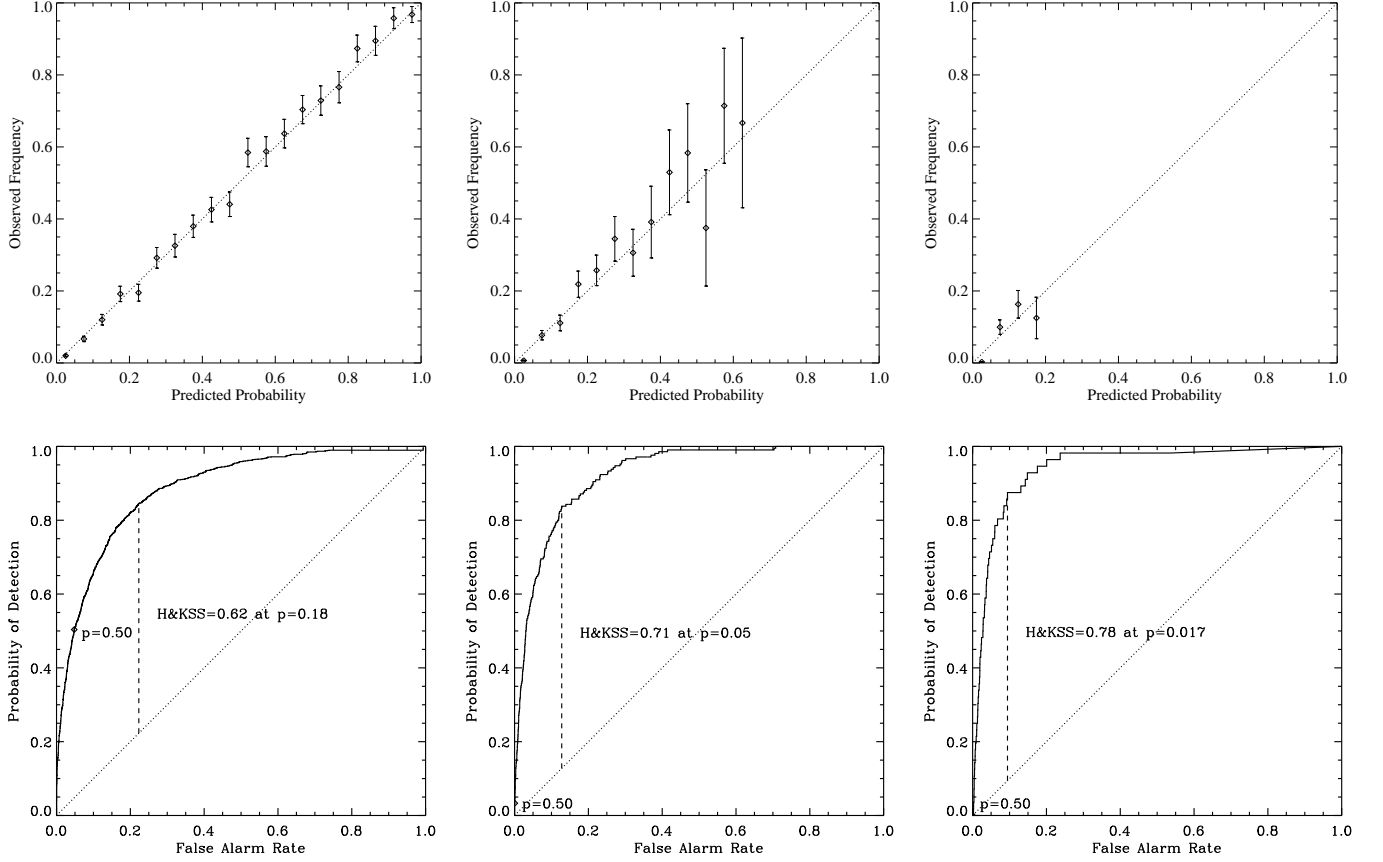 1.0
0.8
0.6
0.4
0.2
0.0
Observed Frequency
0.0 0.2 0.4 0.6 0.8 1.0
Predicted Probability
1.0
0.8
0.6
0.4
0.2
0.0
Observed Frequency
0.0 0.2 0.4 0.6 0.8 1.0
Predicted Probability
1.0
0.8
0.6
0.4
0.2
0.0
Observed Frequency
0.0 0.2 0.4 0.6 0.8 1.0
Predicted Probability
1.0
0.8
0.6
0.4
0.2
0.0
Probability of Detection
H&KSS=0.62 at p=0.18
p=0.50
0.0 0.2 0.4 0.6 0.8 1.0
False Alarm Rate
1.0
0.8
0.6
0.4
0.2
0.0
Probability of Detection
H&KSS=0.71 at p=0.05
p=0.50
0.0 0.2 0.4 0.6 0.8 1.0
False Alarm Rate
1.0
0.8
0.6
0.4
0.2
0.0
Probability of Detection
H&KSS=0.78 at p=0.017
p=0.50
0.0 0.2 0.4 0.6 0.8 1.0
False Alarm Rate